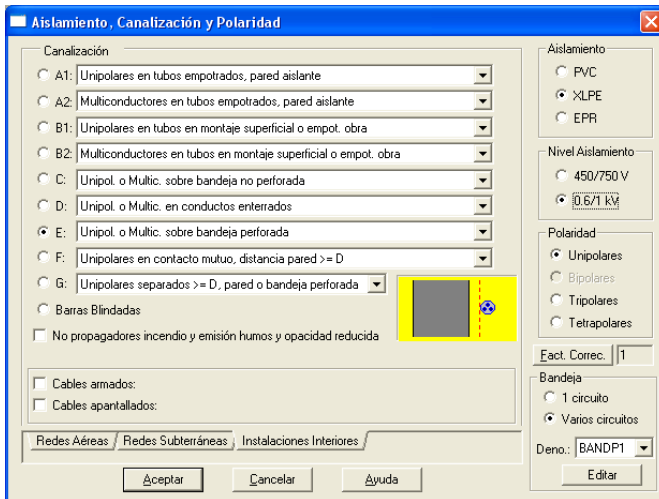 Aislamiento, Canalización y Polaridad
Canalización
A1: Unipolares en tubos empotrados, pared aislante
A2: Multiconductores en tubos empotrados, pared aislante
B1: Unipolares en tubos en montaje superficial o empot. obra
B2: Multiconductores en tubos en montaje superficial o empot. obra
C: Unipol. o Multic. sobre bandeja no perforada
D: Unipol. o Multic. en conductos enterrados
E: Unipol. o Multic. sobre bandeja perforada
F: Unipolares en contacto mutuo, distancia pared >= D
G: Unipolares separados >= D, pared o bandeja perforada
Barras Blindadas
No propagadores incendio y emisión humos y opacidad reducida
Cables armados:
Cables apantallados:
Redes Aéreas / Redes Subterráneas / Instalaciones Interiores /
Aceptar
Cancelar
Ayuda
Aislamiento
PVC
XLPE
EPR
Nivel Aislamiento
450/750 V
0.6/1 kV
Polaridad
Unipolares
Bipolares
Tripolares
Tetrapolares
Fact. Correc. 1
Bandeja
1 circuito
Varios circuitos
Deno.: BANDP1
Editar